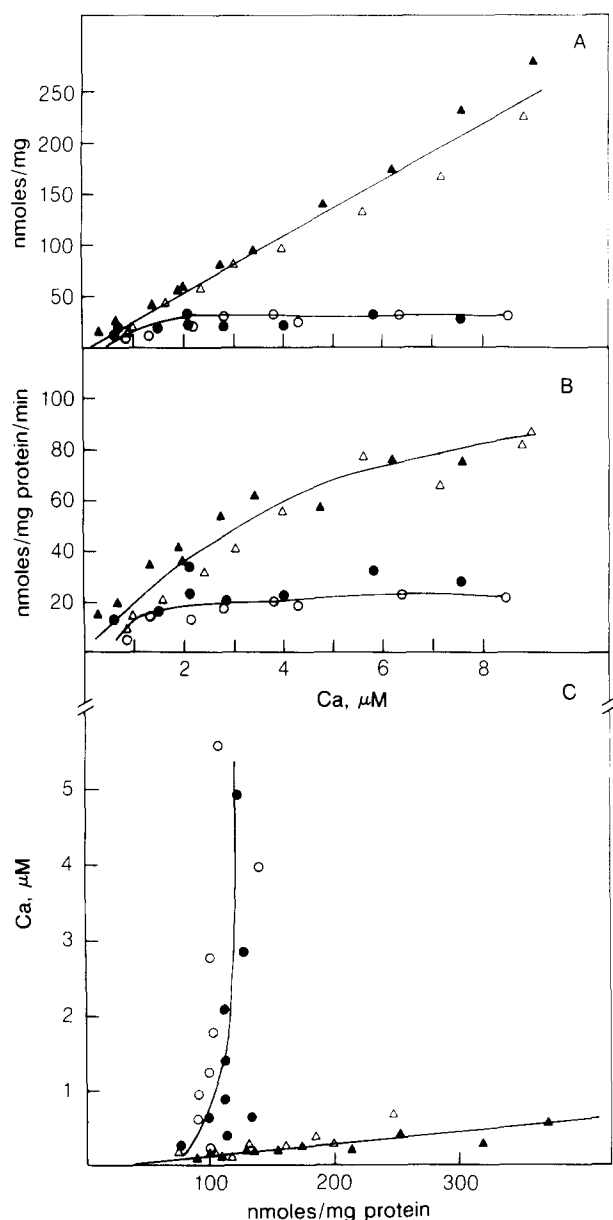 A
250
200
150
100
50
nmoles/mg
B
100
80
60
40
20
nmoles/mg protein/min
2 4 6 8
Ca, μM
C
5
4
3
2
1
Ca, μM
100 200 300
nmoles/mg protein